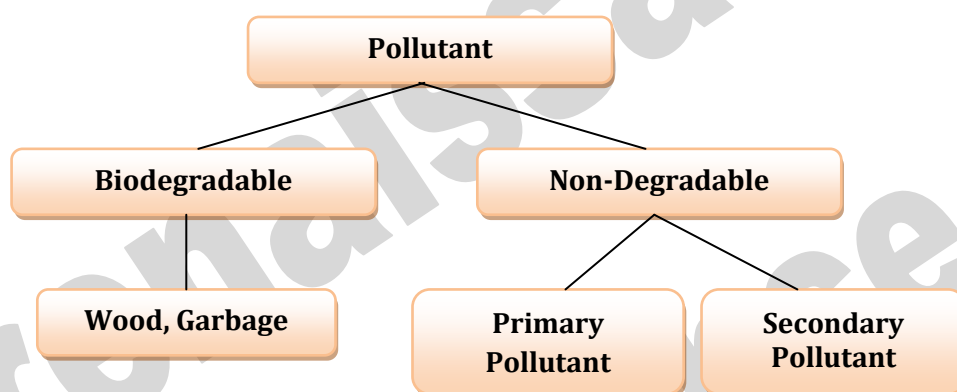 Pollutant
Biodegradable
Non-Degradable
Wood, Garbage
Primary
Pollutant
Secondary
Pollutant